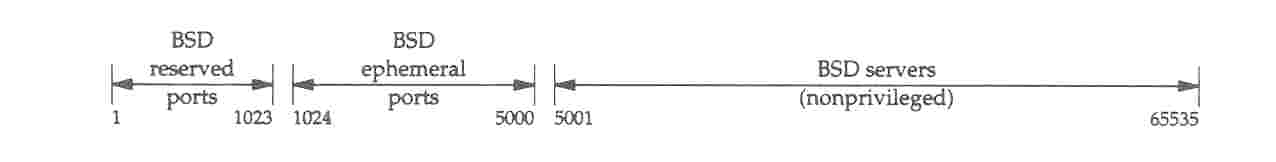 BSD
reserved
ports
BSD
ephemeral
ports
BSD servers
(nonprivileged)
1 1023 1024 5000 5001 65535